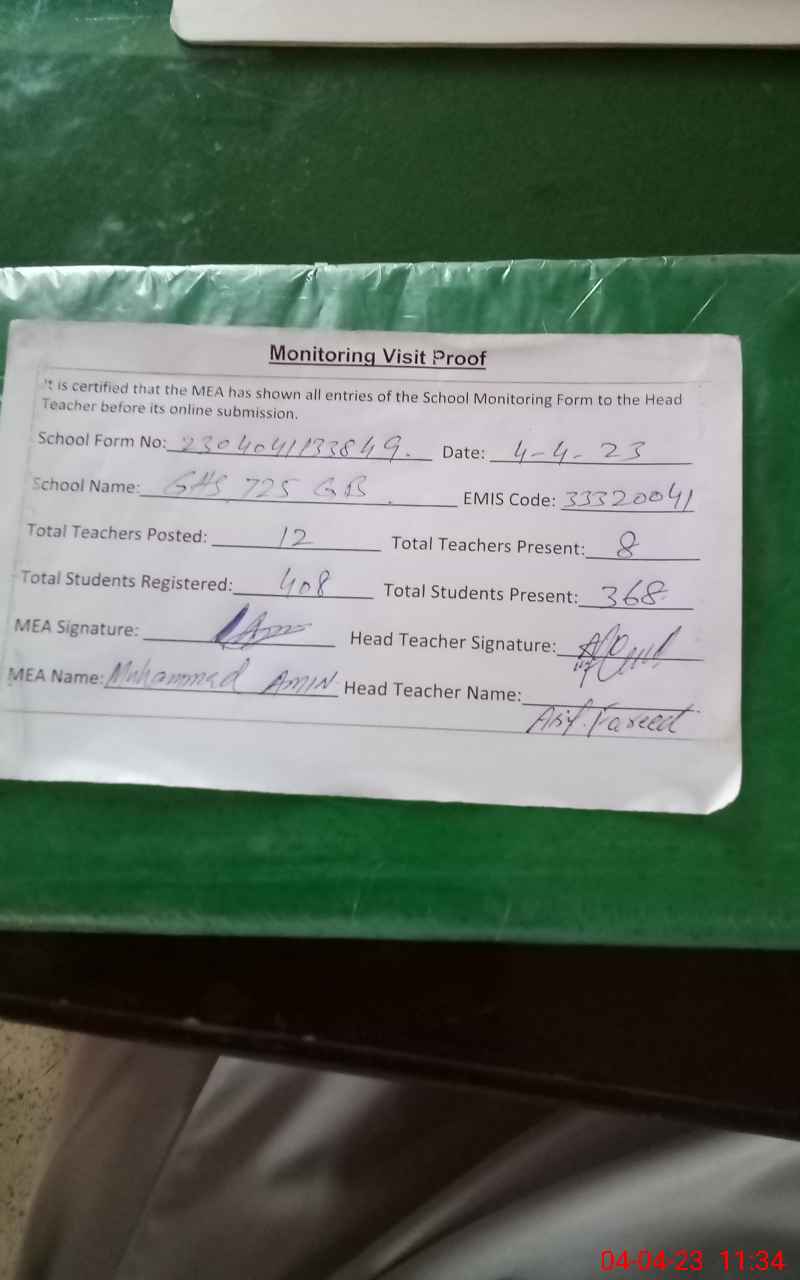 Monitoring Visit Proof
It is certified that the MEA has shown all entries of the School Monitoring Form to the Head
Teacher before its online submission.
School Form No: 2304041133849. Date: 4-4-23
School Name: GHS 725 GB. EMIS Code: 33320041
Total Teachers Posted: 12 Total Teachers Present: 8
Total Students Registered: 408 Total Students Present: 368
MEA Signature: Head Teacher Signature:
MEA Name: Muhammad AMIN Head Teacher Name:
Arif Fareed
04-04-23 11:34